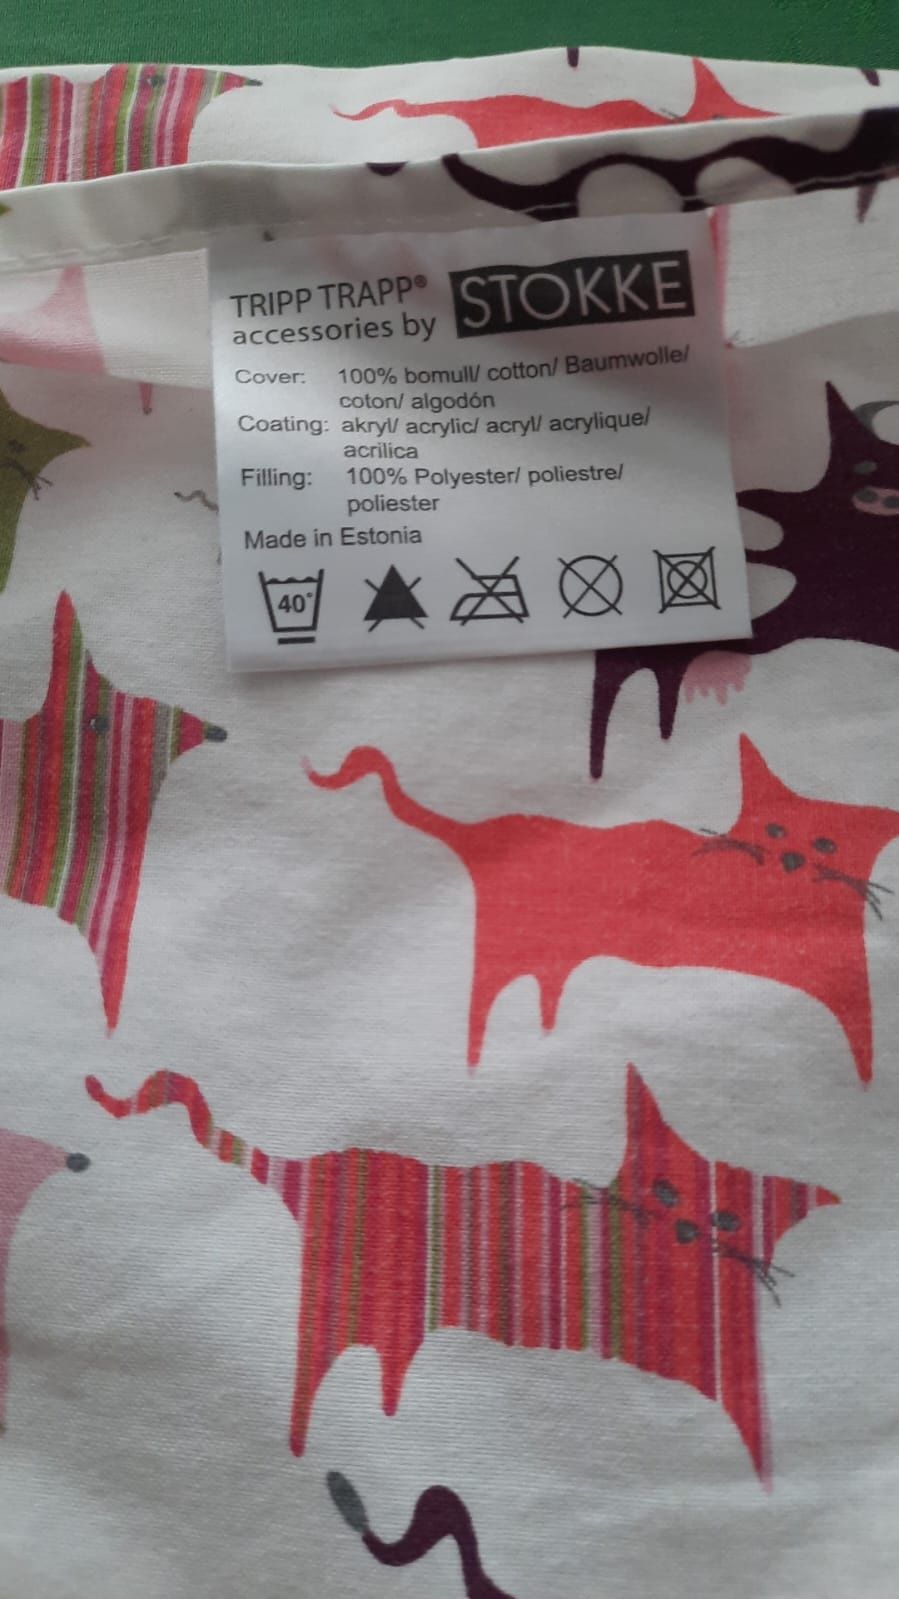 TRIPP TRAPP® STOKKE
accessories by
Cover: 100% bomull/ cotton/ Baumwolle/
coton/ algodón
Coating: akryl/ acrylic/ acryl/ acrylique/
acrilica
Filling: 100% Polyester/ poliestre/
poliester
Made in Estonia
40°